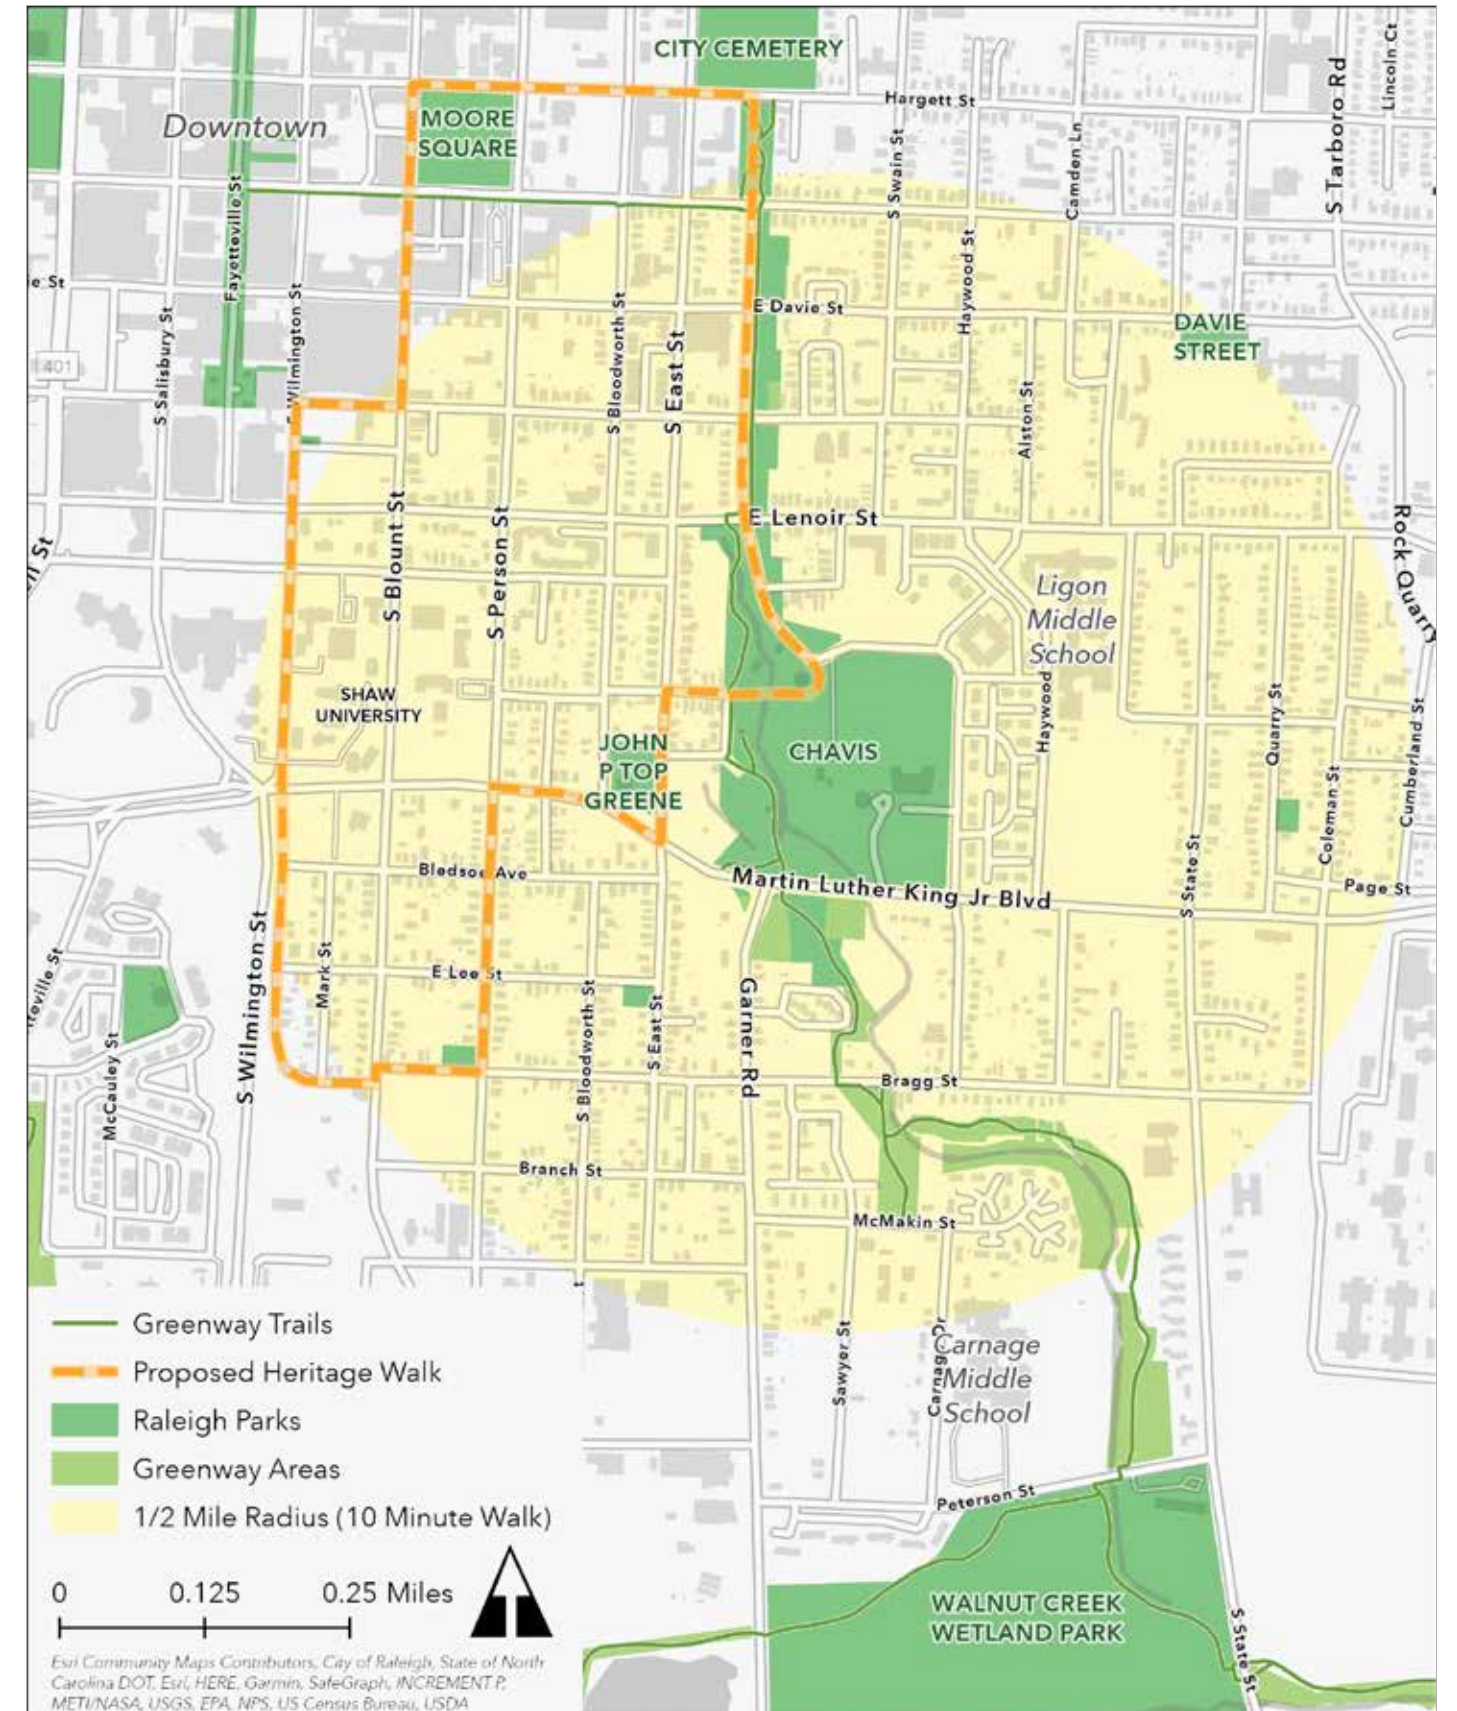 CITY CEMETERY
Hargett St
S Tarboro Rd
Lincoln Ct
Downtown
MOORE
SQUARE
S Swain St
Camden Ln
Fayetteville St
ie St
S Salisbury St
Wilmington St
S Bloodworth St
S East St
E Davie St
Haywood St
DAVIE
STREET
401
Alston St
S Blount St
S Person St
E Lenoir St
Rock Quarry
Ligon
Middle
School
SHAW
UNIVERSITY
JOHN
P TOP
GREENE
CHAVIS
Haywood
Quarry St
Cumberland St
Coleman St
S State St
Bledsoe Ave
Martin Luther King Jr Blvd
Page St
S Wilmington St
Mark St
E Lee St
S Bloodworth St
S East St
Garner Rd
McCauley St
Bragg St
Branch St
McMakin St
Sawyer St
Carnage Dr
Carnage
Middle
School
Peterson St
WALNUT CREEK
WETLAND PARK
S State St
Greenway Trails
Proposed Heritage Walk
Raleigh Parks
Greenway Areas
1/2 Mile Radius (10 Minute Walk)
0 0.125 0.25 Miles
Esri Community Maps Contributors, City of Raleigh, State of North
Carolina DOT, Esri, HERE, Garmin, SafeGraph, INCREMENT P,
METI/NASA, USGS, EPA, NPS, US Census Bureau, USDA